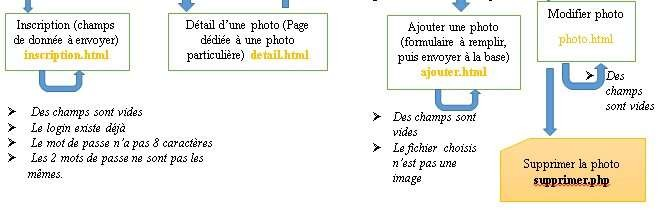 Inscription (champs
de donnée à envoyer)
inscription.html
Des champs sont vides
Le login existe déjà
Le mot de passe n'a pas 8 caractères
Les 2 mots de passe ne sont pas les
mêmes.
Détail d'une photo (Page
dédiée à une photo
particulière) detail.html
Ajouter une photo
(formulaire à remplir,
puis envoyer à la base)
ajouter.html
Des champs sont
vides
Le fichier choisis
n'est pas une
image
Modifier photo
photo.html
Des
champs
sont vides
Supprimer la photo
supprimer.php